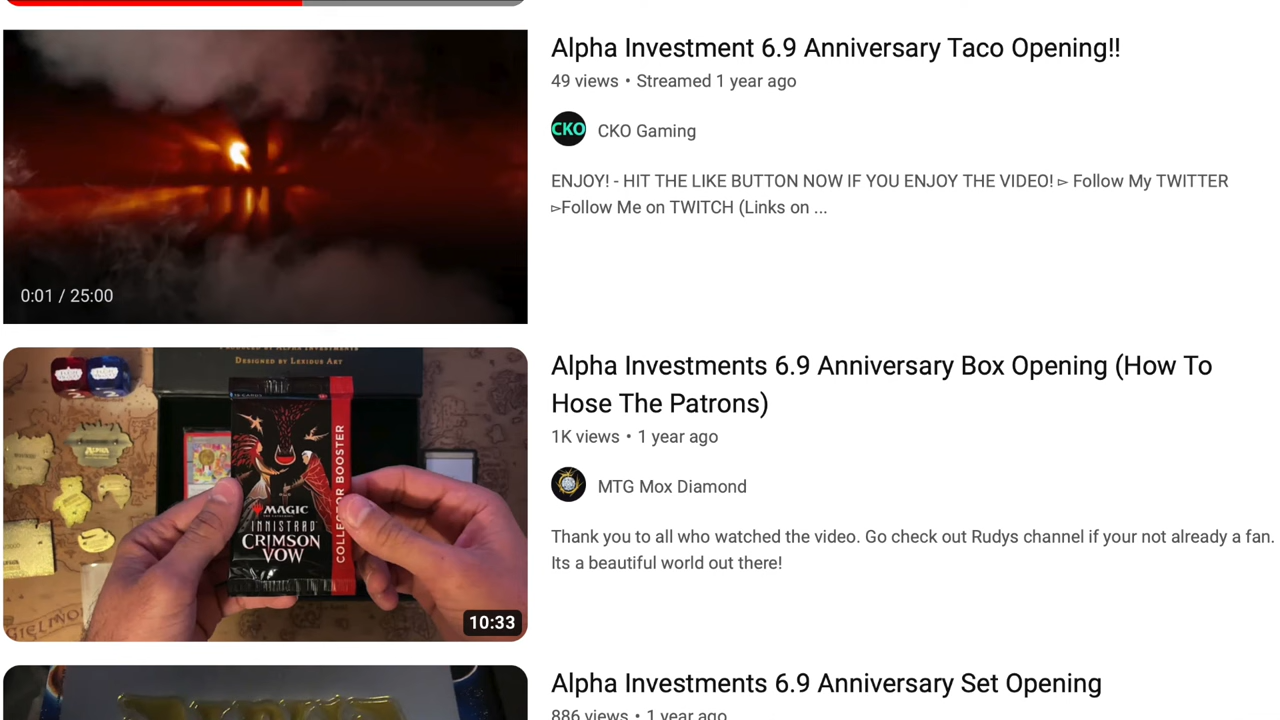 Alpha Investment 6.9 Anniversary Taco Opening!!
49 views • Streamed 1 year ago
CKO
CKO Gaming
ENJOY! - HIT THE LIKE BUTTON NOW IF YOU ENJOY THE VIDEO! ▻ Follow My TWITTER
▻Follow Me on TWITCH (Links on ...
0:01 / 25:00
DESIGNED BY LEXIDUS ART
COLLECTOR BOOSTER
MAGIC
INNISTRAD
CRIMSON
VOW
10:33
Alpha Investments 6.9 Anniversary Box Opening (How To
Hose The Patrons)
1K views • 1 year ago
MTG Mox Diamond
Thank you to all who watched the video. Go check out Rudys channel if your not already a fan.
Its a beautiful world out there!
Alpha Investments 6.9 Anniversary Set Opening
886 views • 1 year ago